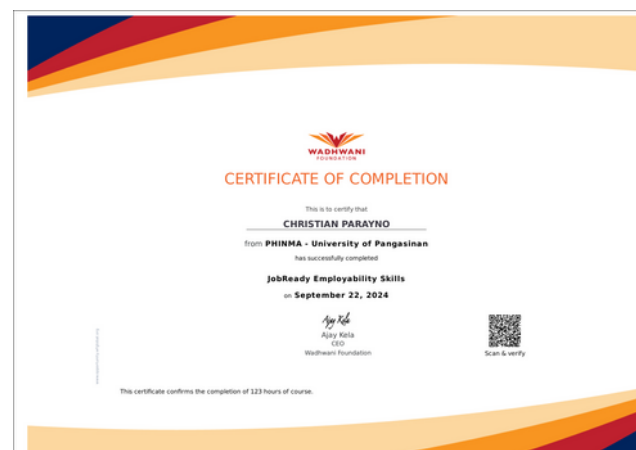 WADHWANI
FOUNDATION
CERTIFICATE OF COMPLETION
This is to certify that
CHRISTIAN PARAYNO
from PHINMA - University of Pangasinan
has successfully completed
JobReady Employability Skills
on September 22, 2024
Ajay Kela
Ajay Kela
CEO
Wadhwani Foundation
Scan & verify
This certificate confirms the completion of 123 hours of course.